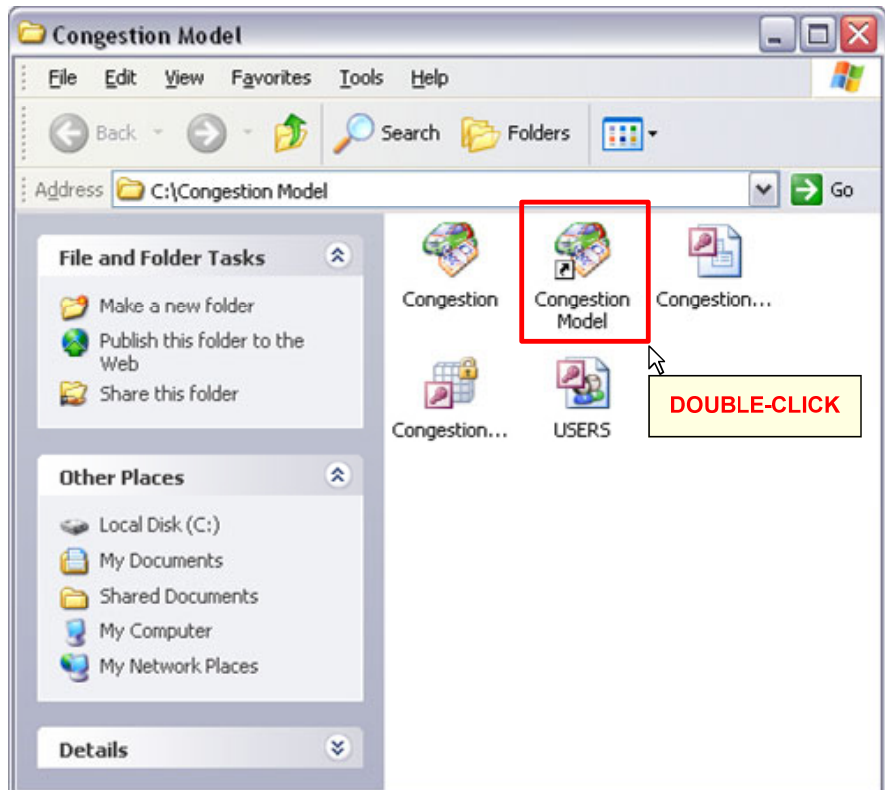 Congestion Model
File Edit View Favorites Tools Help
Back Search Folders
Address C:\Congestion Model Go
File and Folder Tasks
Make a new folder
Publish this folder to the
Web
Share this folder
Other Places
Local Disk (C:)
My Documents
Shared Documents
My Computer
My Network Places
Details
Congestion
Congestion
Model
Congestion...
Congestion...
USERS
DOUBLE-CLICK